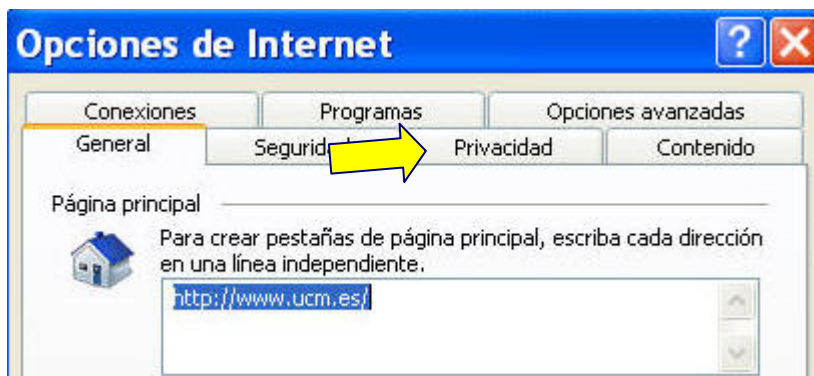 Opciones de Internet
Conexiones Programas Opciones avanzadas
General Privacidad Contenido
Página principal
Para crear pestañas de página principal, escriba cada dirección
en una línea independiente.
http://www.ucm.es/